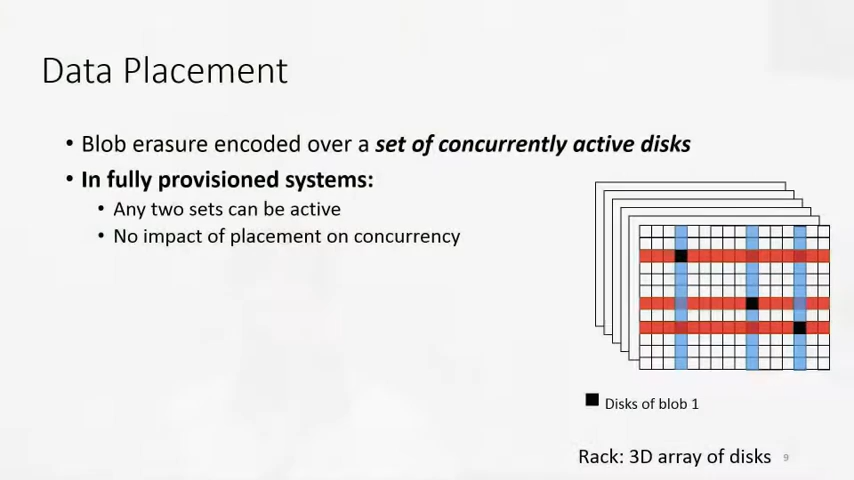 Data Placement
• Blob erasure encoded over a set of concurrently active disks
• In fully provisioned systems:
• Any two sets can be active
• No impact of placement on concurrency
Disks of blob 1
Rack: 3D array of disks
9